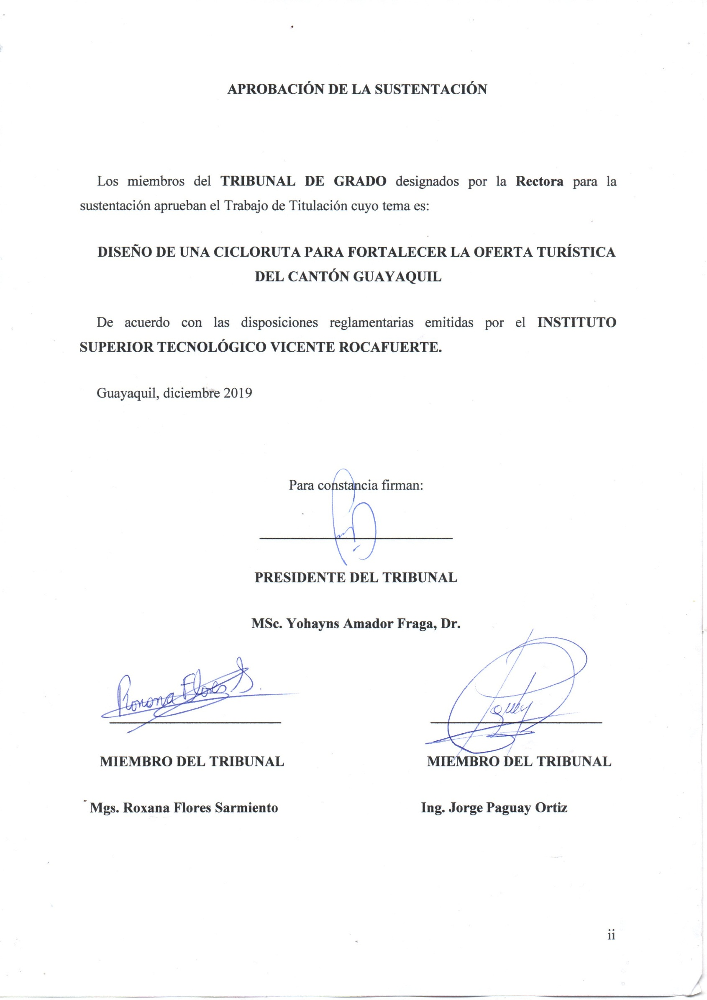 APROBACIÓN DE LA SUSTENTACIÓN
Los miembros del TRIBUNAL DE GRADO designados por la Rectora para la
sustentación aprueban el Trabajo de Titulación cuyo tema es:
DISEÑO DE UNA CICLORUTA PARA FORTALECER LA OFERTA TURÍSTICA
DEL CANTÓN GUAYAQUIL
De acuerdo con las disposiciones reglamentarias emitidas por el INSTITUTO
SUPERIOR TECNOLÓGICO VICENTE ROCAFUERTE.
Guayaquil, diciembre 2019
Para constancia firman:
PRESIDENTE DEL TRIBUNAL
MSc. Yohayns Amador Fraga, Dr.
Roxana Flores S.
MIEMBRO DEL TRIBUNAL MIEMBRO DEL TRIBUNAL
Mgs. Roxana Flores Sarmiento Ing. Jorge Paguay Ortiz
ii